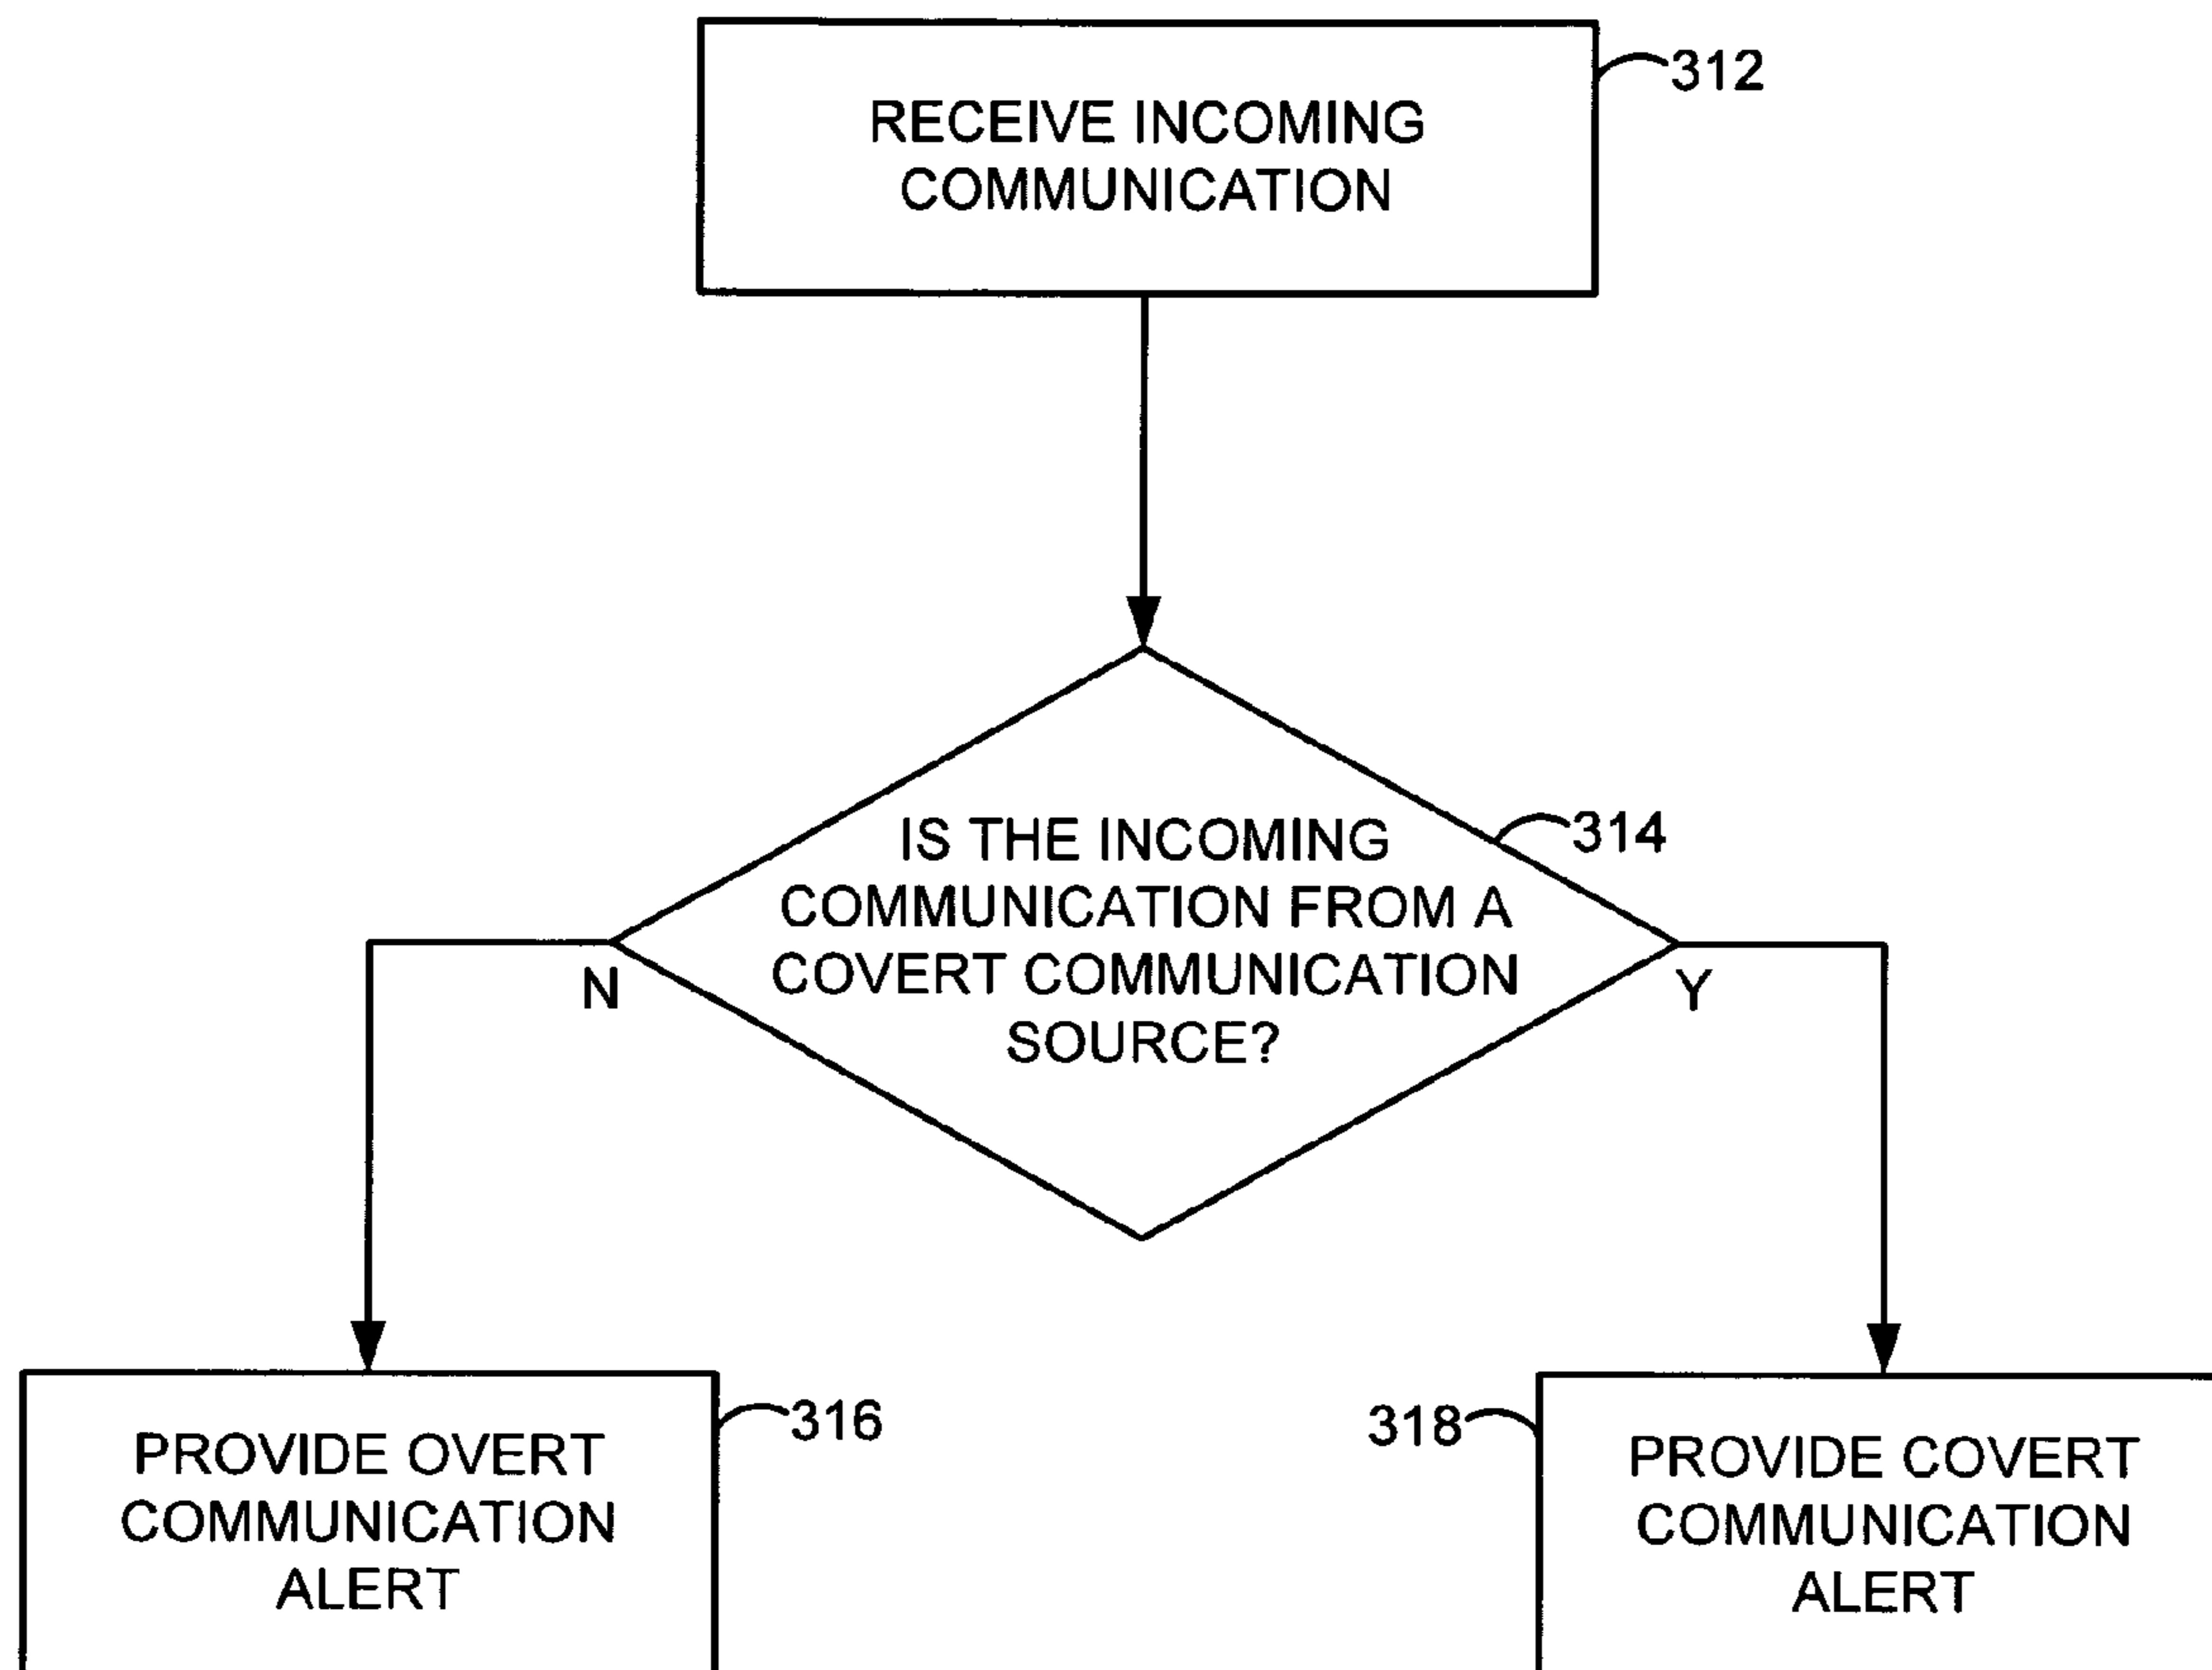 312
RECEIVE INCOMING
COMMUNICATION
314
IS THE INCOMING
COMMUNICATION FROM A
COVERT COMMUNICATION
SOURCE?
N
Y
316
PROVIDE OVERT
COMMUNICATION
ALERT
318
PROVIDE COVERT
COMMUNICATION
ALERT